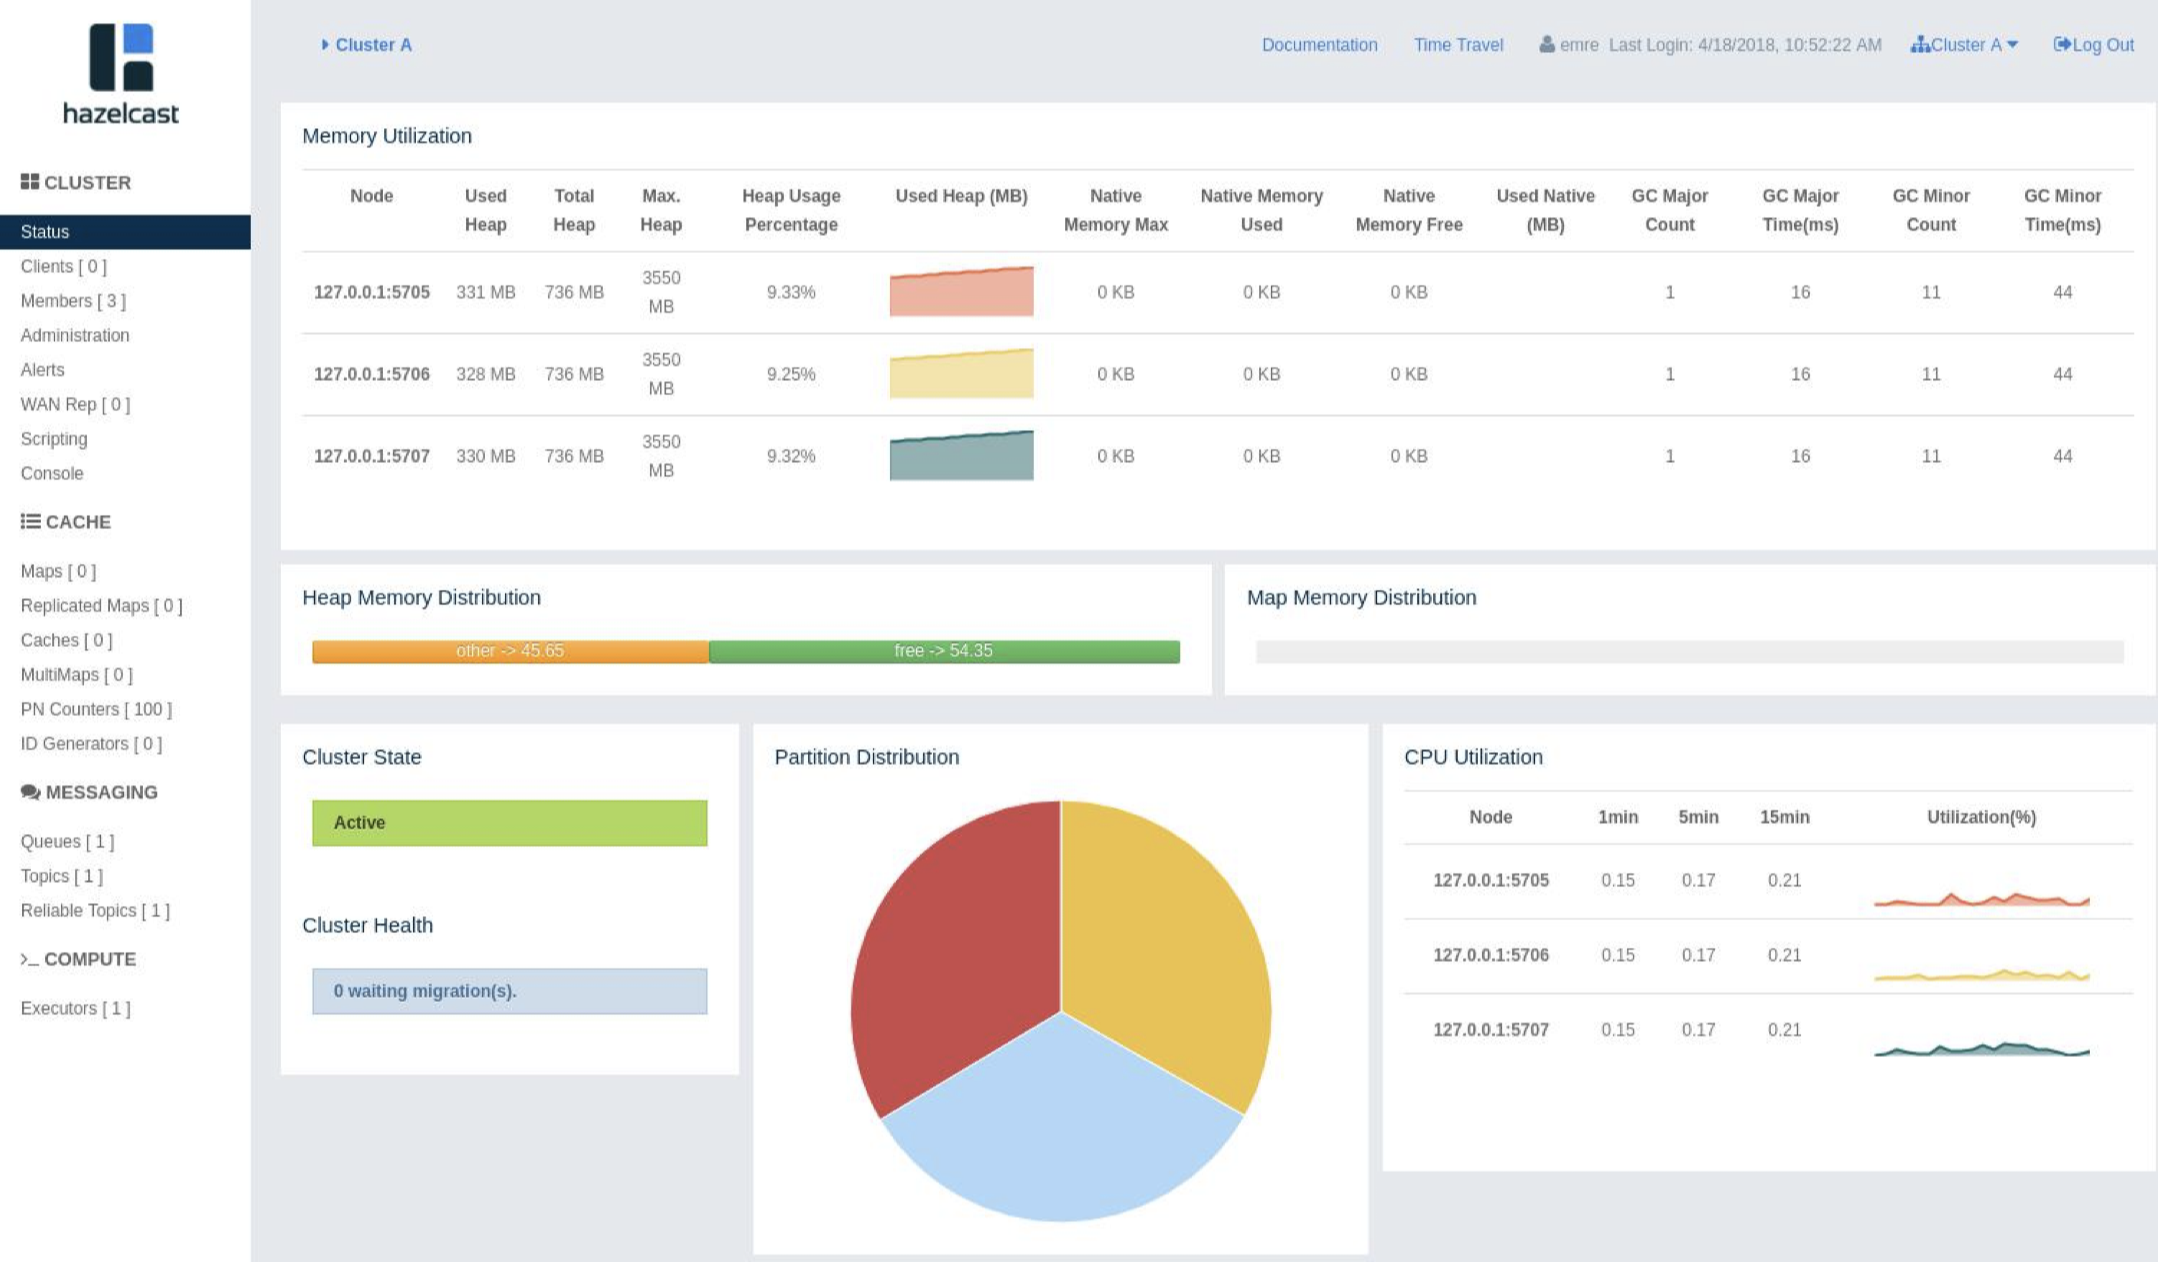 hazelcast
CLUSTER
Status
Clients [ 0 ]
Members [ 3 ]
Administration
Alerts
WAN Rep [ 0 ]
Scripting
Console
CACHE
Maps [ 0 ]
Replicated Maps [ 0 ]
Caches [ 0 ]
MultiMaps [ 0 ]
PN Counters [ 100 ]
ID Generators [ 0 ]
MESSAGING
Queues [ 1 ]
Topics [ 1 ]
Reliable Topics [ 1 ]
COMPUTE
Executors [ 1 ]
Cluster A Documentation Time Travel emre Last Login: 4/18/2018, 10:52:22 AM Cluster A Log Out
Memory Utilization
Node Used Heap Total Heap Max. Heap Heap Usage Percentage Used Heap (MB) Native Memory Max Native Memory Used Native Memory Free Used Native (MB) GC Major Count GC Major Time(ms) GC Minor Count GC Minor Time(ms)
127.0.0.1:5705 331 MB 736 MB 3550 MB 9.33% 0 KB 0 KB 0 KB 1 16 11 44
127.0.0.1:5706 328 MB 736 MB 3550 MB 9.25% 0 KB 0 KB 0 KB 1 16 11 44
127.0.0.1:5707 330 MB 736 MB 3550 MB 9.32% 0 KB 0 KB 0 KB 1 16 11 44
Heap Memory Distribution
other -> 45.65 free -> 54.35
Map Memory Distribution
Cluster State
Active
Cluster Health
0 waiting migration(s).
Partition Distribution
CPU Utilization
Node 1min 5min 15min Utilization(%)
127.0.0.1:5705 0.15 0.17 0.21
127.0.0.1:5706 0.15 0.17 0.21
127.0.0.1:5707 0.15 0.17 0.21